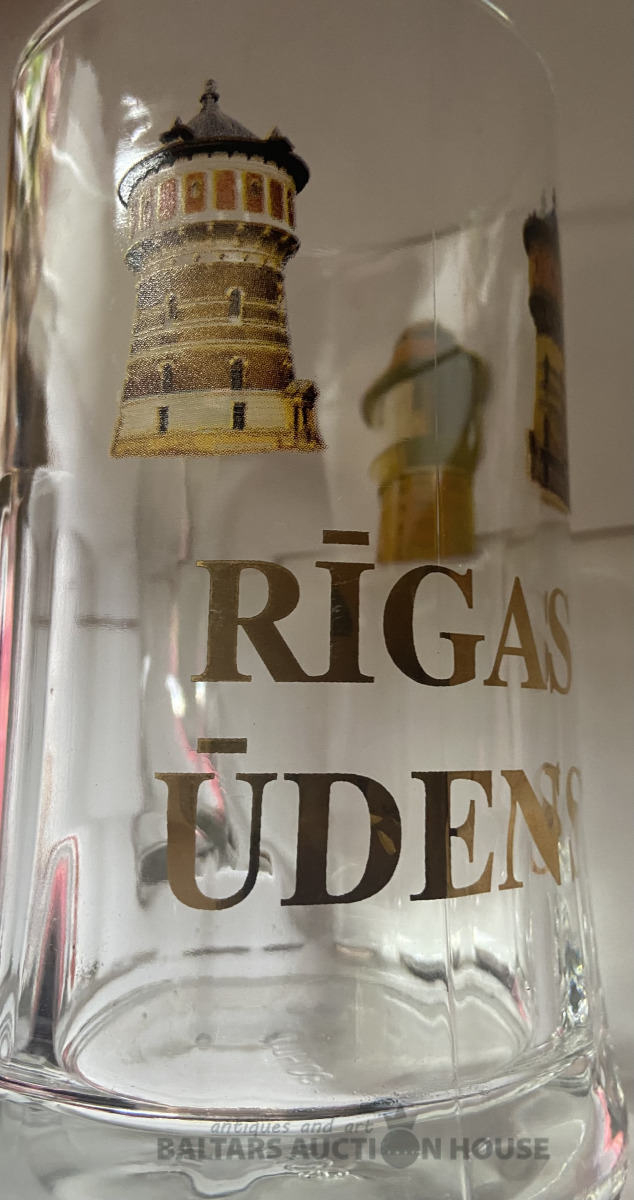 RĪGAS
ŪDENS
antiques and art
BALTARS AUCTION HOUSE